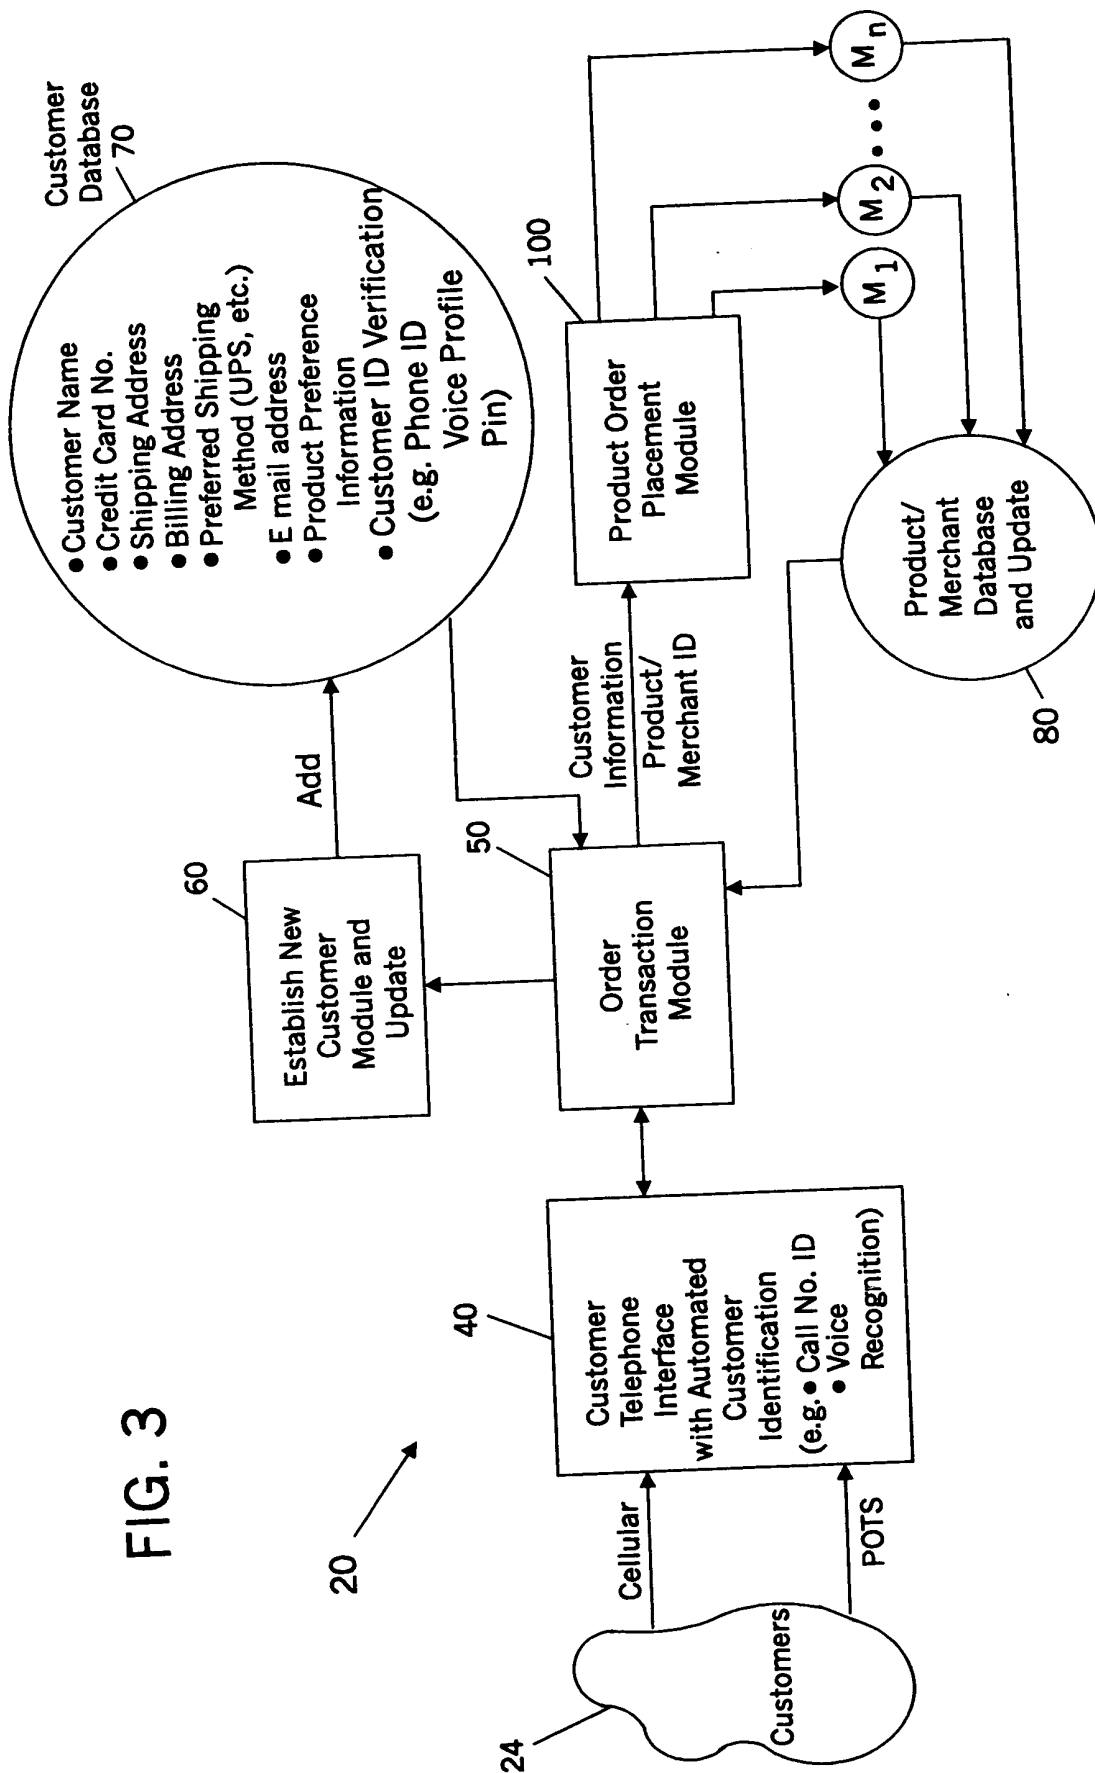 FIG. 3
20
24
Customers
Cellular
POTS
40
Customer
Telephone
Interface
with Automated
Customer
Identification
(e.g. ● Call No. ID
● Voice
Recognition)
60
Establish New
Customer
Module and
Update
Add
50
Order
Transaction
Module
Customer
Information
Product/
Merchant ID
Customer
Database
70
● Customer Name
● Credit Card No.
● Shipping Address
● Billing Address
● Preferred Shipping
Method (UPS, etc.)
● E mail address
● Product Preference
Information
● Customer ID Verification
(e.g. Phone ID
Voice Profile
Pin)
100
Product Order
Placement
Module
M1
M2
● ● ● ●
Mn
Product/
Merchant
Database
and Update
80